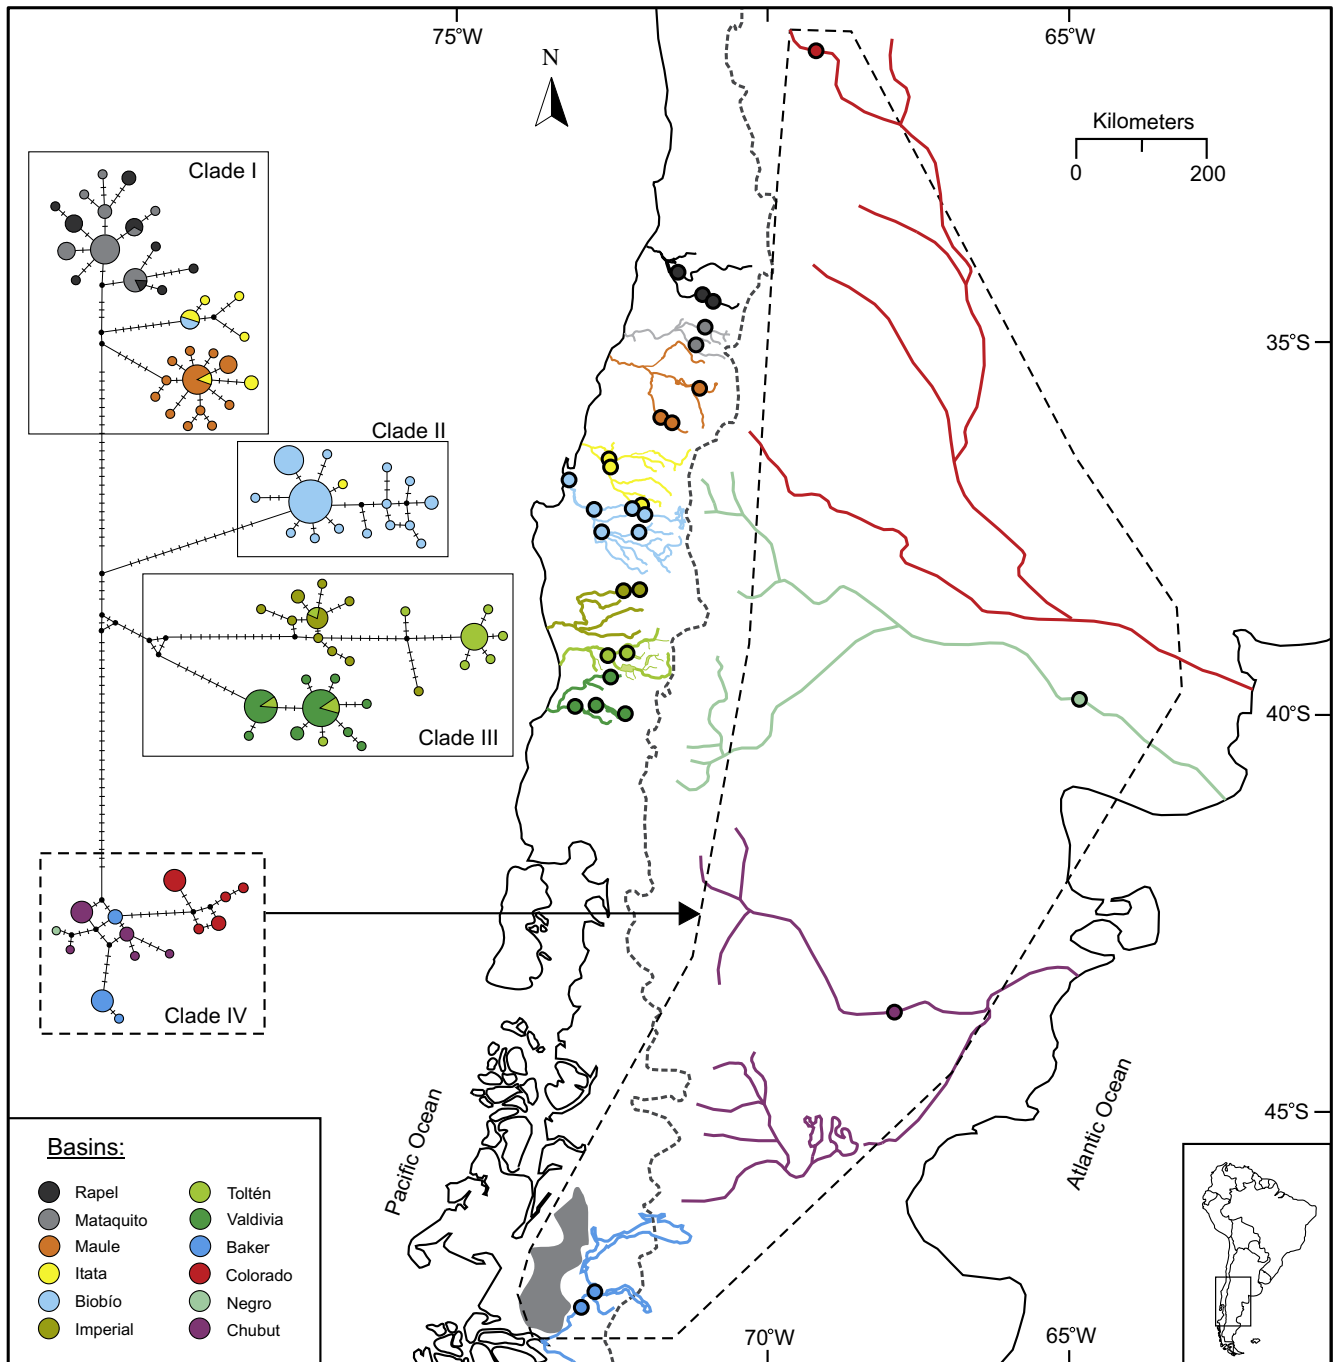 75°W
65°W
N
Kilometers
0
200
Clade I
35°S
Clade II
Clade III
40°S
Clade IV
45°S
Pacific Ocean
Atlantic Ocean
Basins:
Rapel
Mataquito
Maule
Itata
Biobío
Imperial
Toltén
Valdivia
Baker
Colorado
Negro
Chubut
70°W
65°W